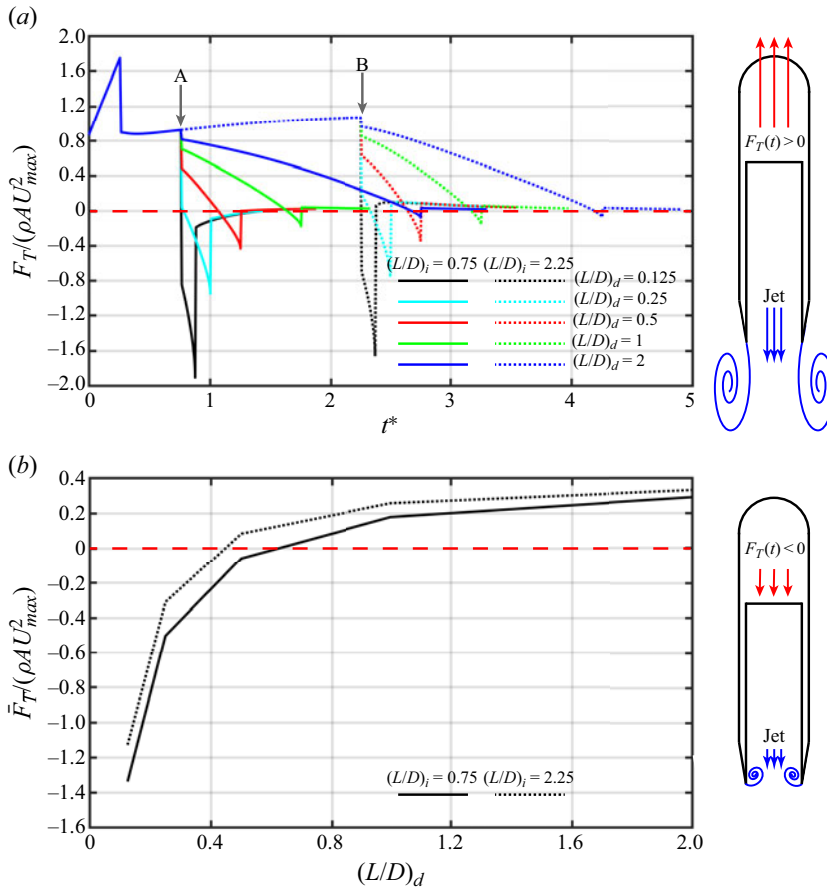 (a)
2.0
1.6
1.2
0.8
0.4
0
–0.4
–0.8
–1.2
–1.6
–2.0
F_T/(ρAU²_max)
A
B
(L/D)_i = 0.75 (L/D)_i = 2.25
(L/D)_d = 0.125
(L/D)_d = 0.25
(L/D)_d = 0.5
(L/D)_d = 1
(L/D)_d = 2
0 1 2 3 4 5
t*
F_T(t) > 0
Jet
(b)
0.4
0.2
0
–0.2
–0.4
–0.6
–0.8
–1.0
–1.2
–1.4
–1.6
F̄_T/(ρAU²_max)
(L/D)_i = 0.75 (L/D)_i = 2.25
0 0.4 0.8 1.2 1.6 2.0
(L/D)_d
F_T(t) < 0
Jet